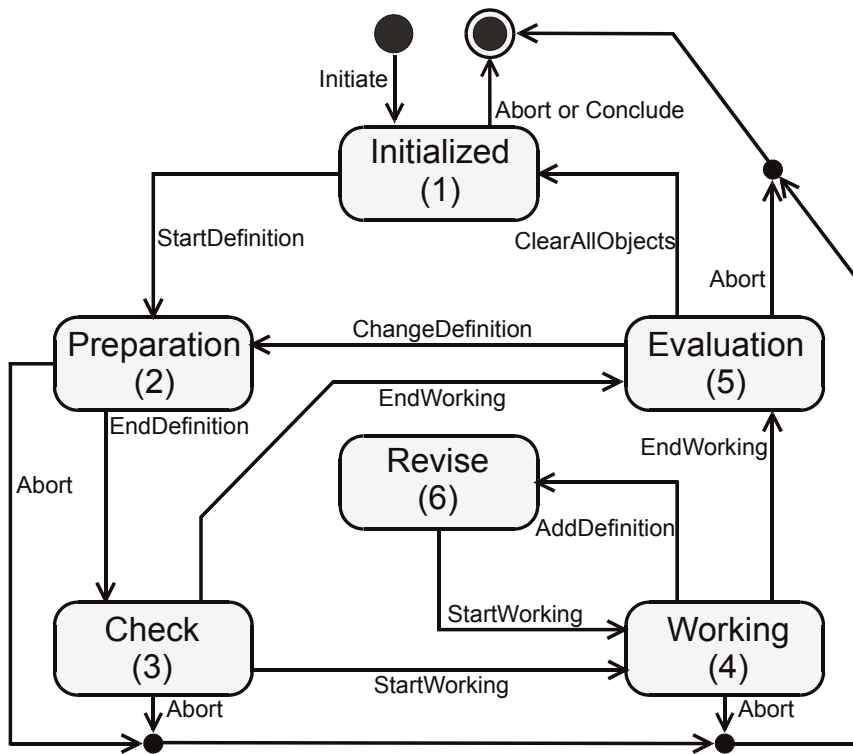 Initiate
Abort or Conclude
Initialized
(1)
StartDefinition
ClearAllObjects
Abort
Preparation
(2)
ChangeDefinition
Evaluation
(5)
EndDefinition
EndWorking
Revise
(6)
EndWorking
Abort
AddDefinition
Check
(3)
StartWorking
Working
(4)
StartWorking
Abort
Abort